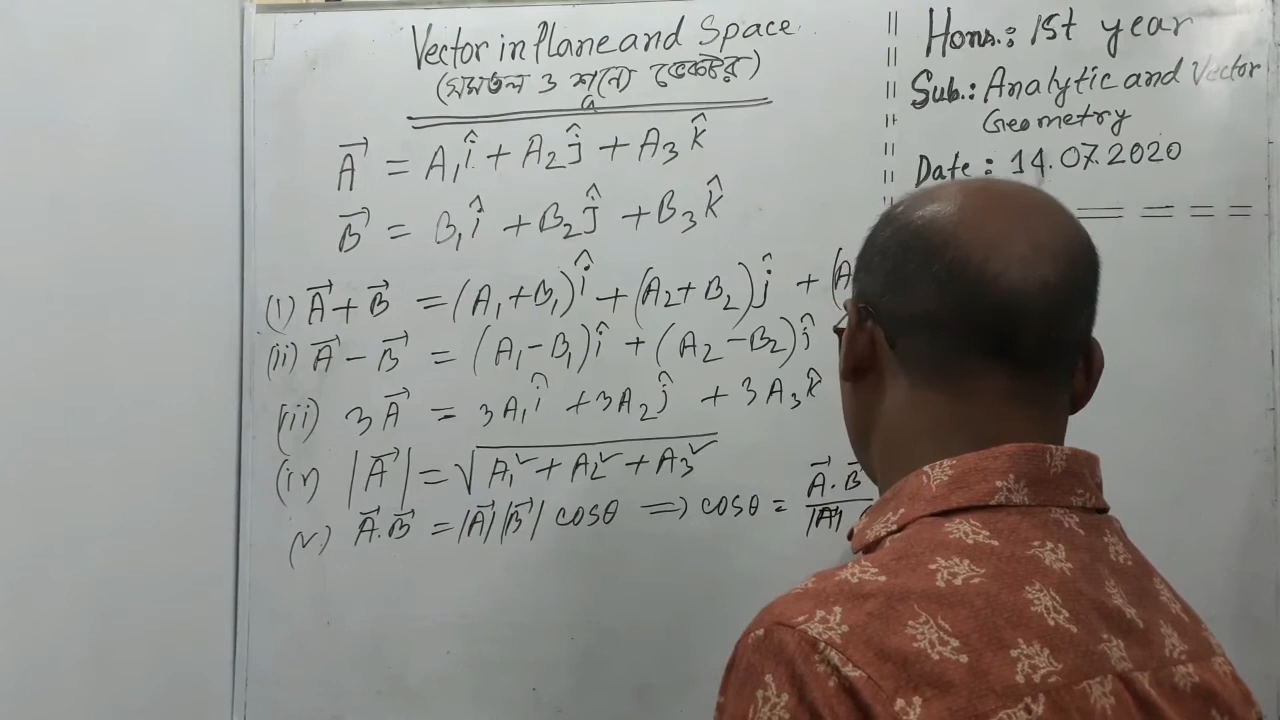 Vector in Plane and Space
(সমতল ও শূন্যে ভেক্টর)
Hons.: 1st year
Sub.: Analytic and Vector
Geometry
Date: 14.07.2020
A⃗ = A₁î + A₂ĵ + A₃k̂
B⃗ = B₁î + B₂ĵ + B₃k̂
(i) A⃗ + B⃗ = (A₁+B₁)î + (A₂+B₂)ĵ + (A
(ii) A⃗ − B⃗ = (A₁−B₁)î + (A₂−B₂)ĵ
(iii) 3A⃗ = 3A₁î + 3A₂ĵ + 3A₃k̂
(iv) |A⃗| = √(A₁² + A₂² + A₃²)
(v) A⃗.B⃗ = |A⃗||B⃗| cosθ ⟹ cosθ = A⃗.B⃗ / |A⃗|